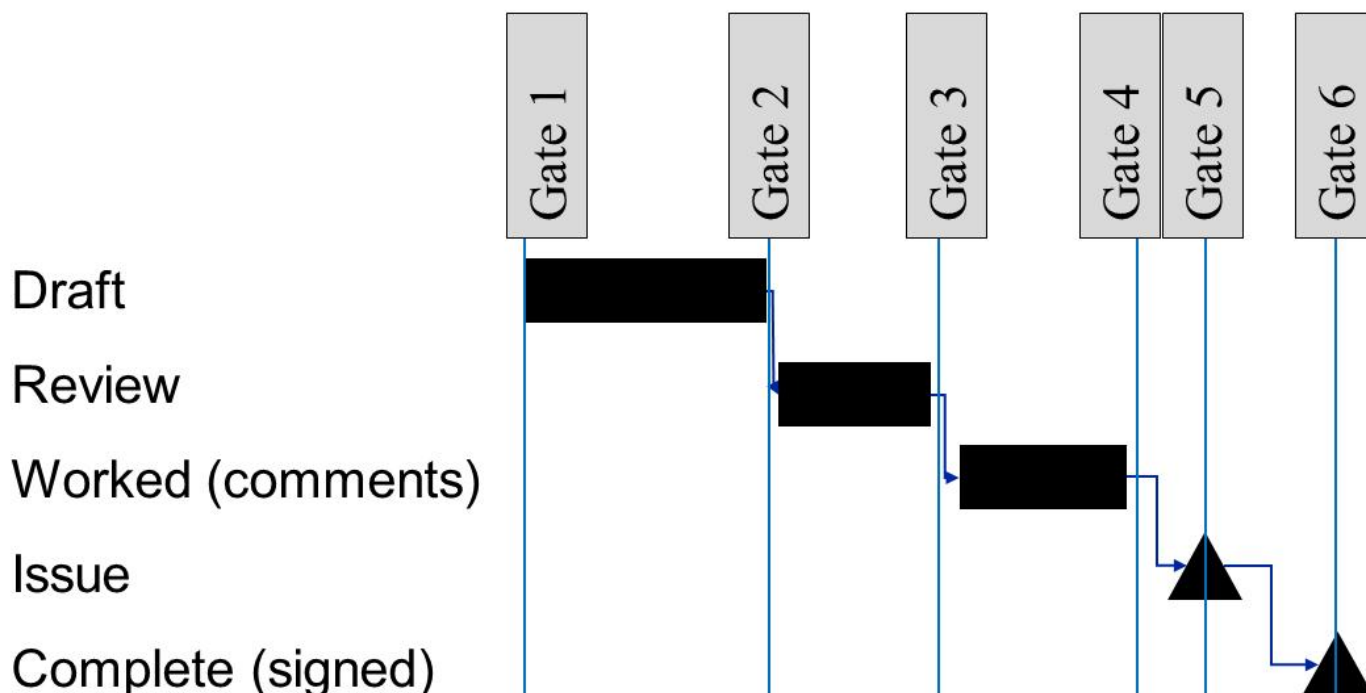 Gate 1
Gate 2
Gate 3
Gate 4
Gate 5
Gate 6
Draft
Review
Worked (comments)
Issue
Complete (signed)